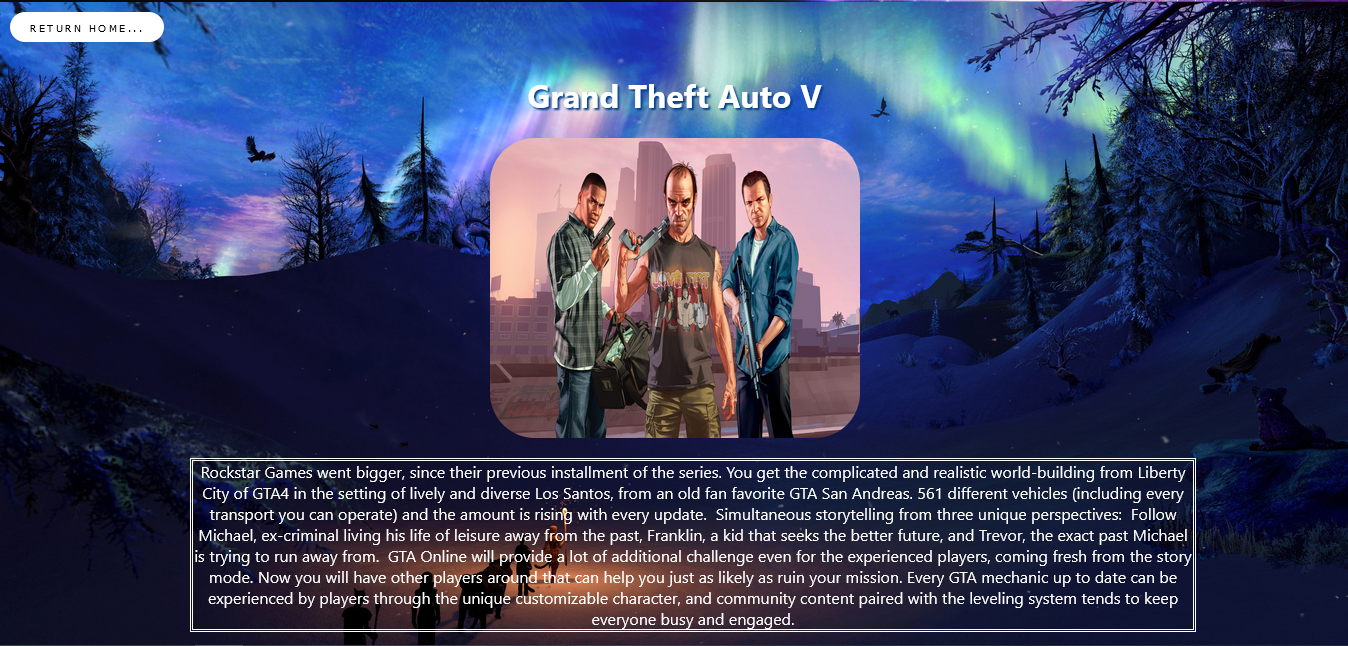 RETURN HOME...
Grand Theft Auto V
Rockstar Games went bigger, since their previous installment of the series. You get the complicated and realistic world-building from Liberty
City of GTA4 in the setting of lively and diverse Los Santos, from an old fan favorite GTA San Andreas. 561 different vehicles (including every
transport you can operate) and the amount is rising with every update.  Simultaneous storytelling from three unique perspectives:  Follow
Michael, ex-criminal living his life of leisure away from the past, Franklin, a kid that seeks the better future, and Trevor, the exact past Michael
is trying to run away from.  GTA Online will provide a lot of additional challenge even for the experienced players, coming fresh from the story
mode. Now you will have other players around that can help you just as likely as ruin your mission. Every GTA mechanic up to date can be
experienced by players through the unique customizable character, and community content paired with the leveling system tends to keep
everyone busy and engaged.